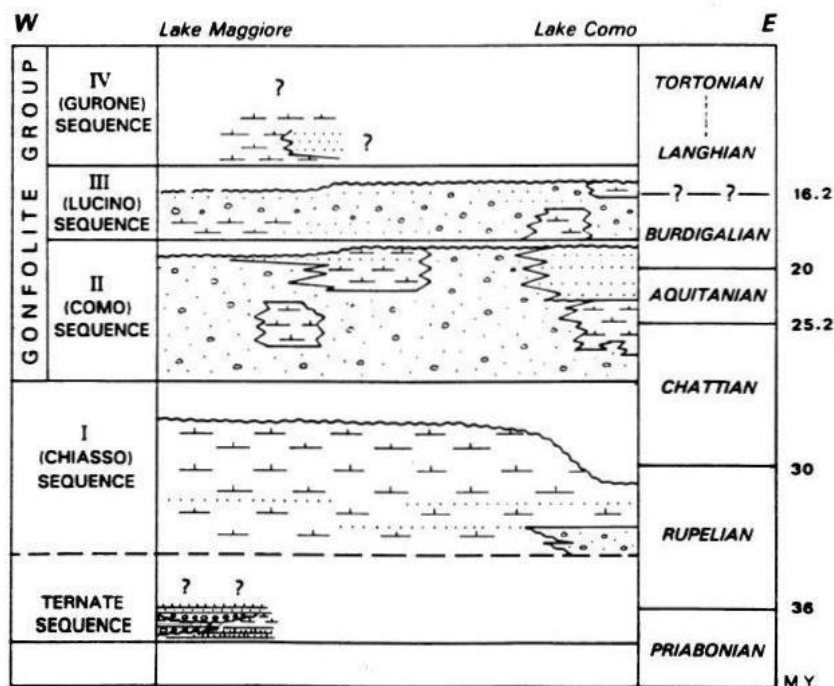 W
Lake Maggiore
Lake Como
E
GONFOLITE GROUP
IV
(GURONE)
SEQUENCE
?
?
TORTONIAN
LANGHIAN
III
(LUCINO)
SEQUENCE
? ?
16.2
BURDIGALIAN
II
(COMO)
SEQUENCE
20
AQUITANIAN
25.2
CHATTIAN
I
(CHIASSO)
SEQUENCE
30
RUPELIAN
TERNATE
SEQUENCE
? ?
36
PRIABONIAN
M.Y.